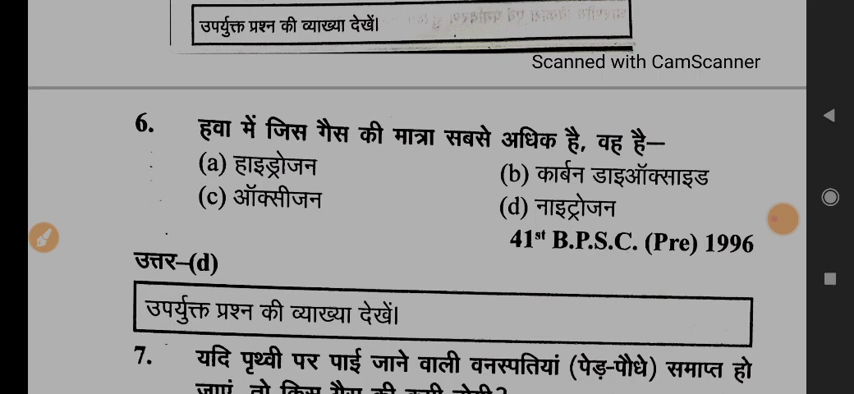 उपर्युक्त प्रश्न की व्याख्या देखें।
Scanned with CamScanner
6. हवा में जिस गैस की मात्रा सबसे अधिक है, वह है—
(a) हाइड्रोजन (b) कार्बन डाइऑक्साइड
(c) ऑक्सीजन (d) नाइट्रोजन
41st B.P.S.C. (Pre) 1996
उत्तर–(d)
उपर्युक्त प्रश्न की व्याख्या देखें।
7. यदि पृथ्वी पर पाई जाने वाली वनस्पतियां (पेड़-पौधे) समाप्त हो
जाएं, तो किस गैस की कमी होगी?